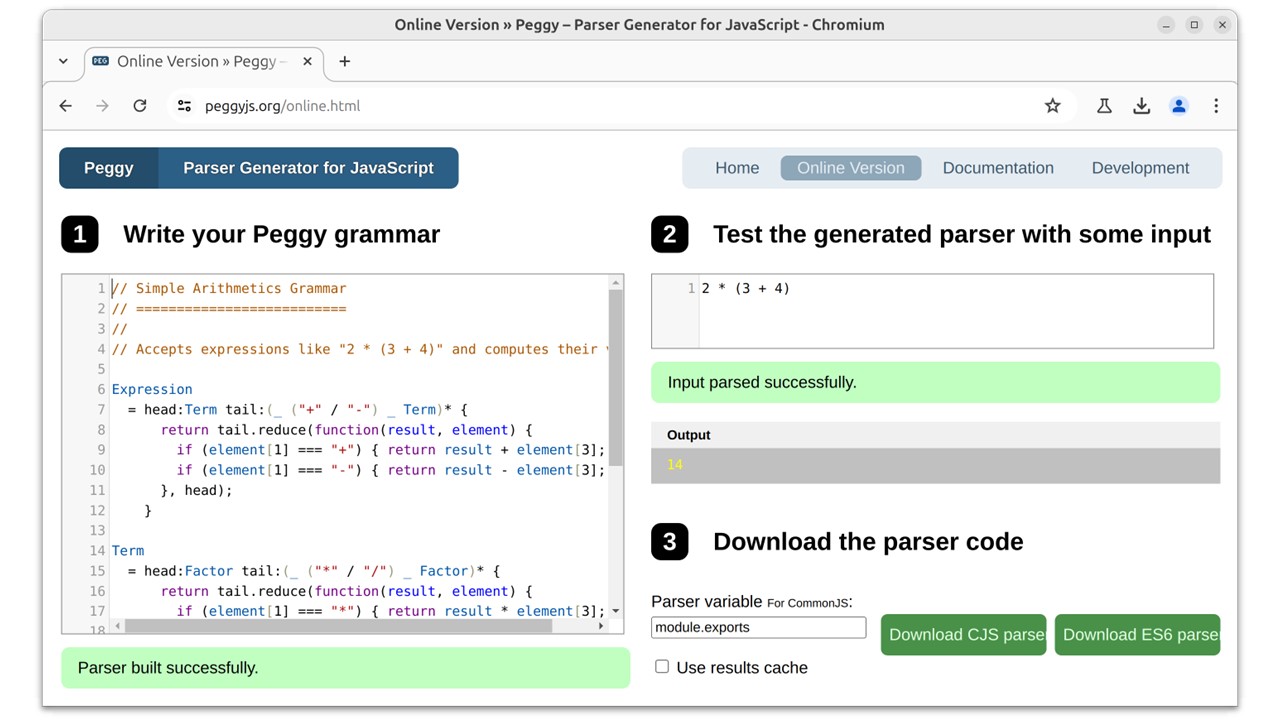 Online Version » Peggy – Parser Generator for JavaScript - Chromium
PEG Online Version » Peggy –
peggyjs.org/online.html
Peggy Parser Generator for JavaScript
Home Online Version Documentation Development
1 Write your Peggy grammar
1 // Simple Arithmetics Grammar
2 // ==========================
3 //
4 // Accepts expressions like "2 * (3 + 4)" and computes their
5
6 Expression
7 = head:Term tail:(_ ("+" / "-") _ Term)* {
8 return tail.reduce(function(result, element) {
9 if (element[1] === "+") { return result + element[3];
10 if (element[1] === "-") { return result - element[3];
11 }, head);
12 }
13
14 Term
15 = head:Factor tail:(_ ("*" / "/") _ Factor)* {
16 return tail.reduce(function(result, element) {
17 if (element[1] === "*") { return result * element[3];
18
Parser built successfully.
2 Test the generated parser with some input
1 2 * (3 + 4)
Input parsed successfully.
Output
14
3 Download the parser code
Parser variable For CommonJS:
module.exports
Download CJS parser
Download ES6 parser
Use results cache